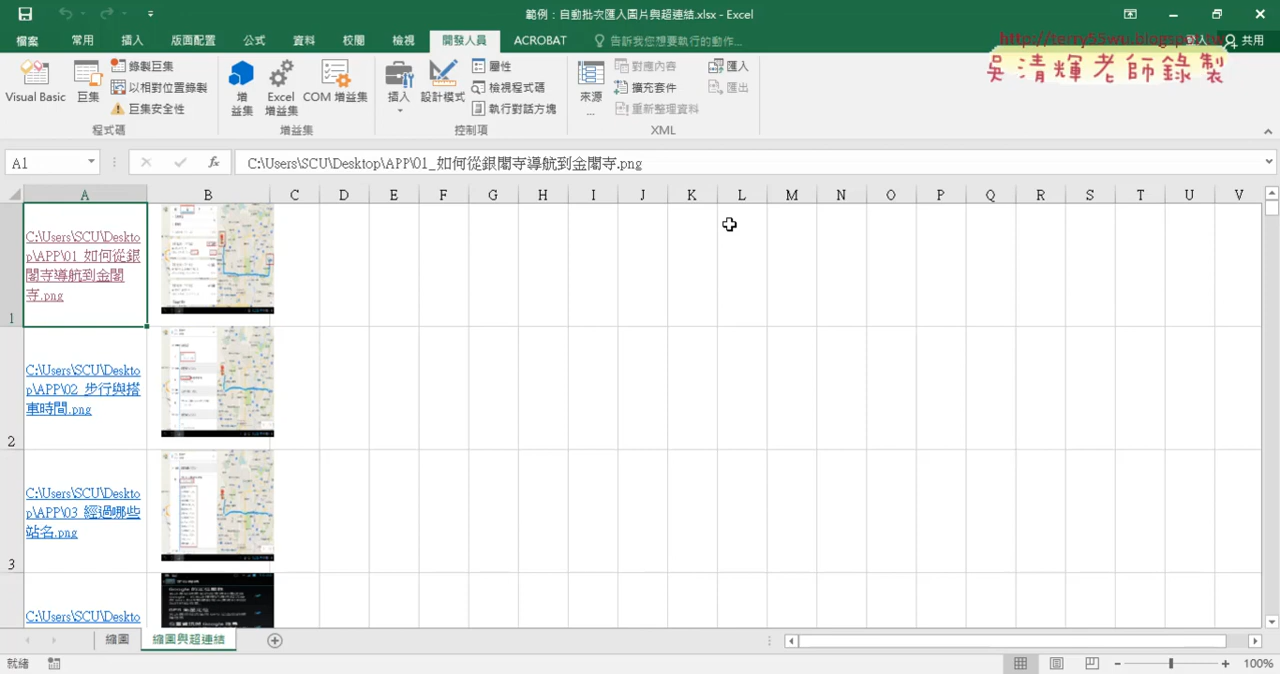 範例：自動批次匯入圖片與超連結.xlsx - Excel
檔案 常用 插入 版面配置 公式 資料 校閱 檢視 開發人員 ACROBAT 告訴我您想要執行的動作... 登入 共用
http://terry55wu.blogspot.tw
吳清輝老師錄製
Visual Basic 巨集 錄製巨集 以相對位置錄製 巨集安全性
增益集 Excel 增益集 COM 增益集
插入 設計模式 屬性 檢視程式碼 執行對話方塊
來源... 對應內容 擴充套件 重新整理資料 匯入 匯出
程式碼 增益集 控制項 XML
A1 fx C:\Users\SCU\Desktop\APP\01_如何從銀閣寺導航到金閣寺.png
A B C D E F G H I J K L M N O P Q R S T U V
1
C:\Users\SCU\Deskto
p\APP\01_如何從銀
閣寺導航到金閣
寺.png
2
C:\Users\SCU\Deskto
p\APP\02_步行與搭
車時間.png
3
C:\Users\SCU\Deskto
p\APP\03_經過哪些
站名.png
C:\Users\SCU\Deskto
縮圖 縮圖與超連結
就緒 100%